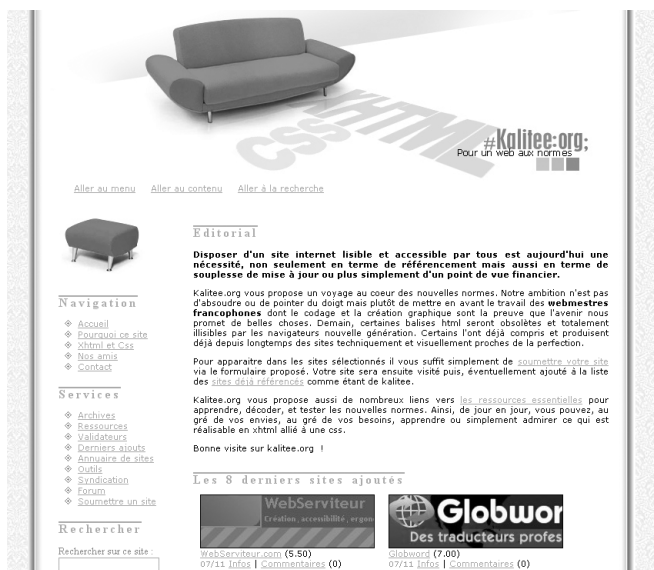 CSS XHTML
#Kalitee:org;
Pour un web aux normes
Aller au menu Aller au contenu Aller à la recherche
Editorial
Disposer d'un site internet lisible et accessible par tous est aujourd'hui une
nécessité, non seulement en terme de référencement mais aussi en terme de
souplesse de mise à jour ou plus simplement d'un point de vue financier.
Kalitee.org vous propose un voyage au coeur des nouvelles normes. Notre ambition n'est pas
d'absoudre ou de pointer du doigt mais plutôt de mettre en avant le travail des webmestres
francophones dont le codage et la création graphique sont la preuve que l'avenir nous
promet de belles choses. Demain, certaines balises html seront obsolètes et totalement
illisibles par les navigateurs nouvelle génération. Certains l'ont déjà compris et produisent
déjà depuis longtemps des sites techniquement et visuellement proches de la perfection.
Pour apparaitre dans les sites sélectionnés il vous suffit simplement de soumettre votre site
via le formulaire proposé. Votre site sera ensuite visité puis, éventuellement ajouté à la liste
des sites déjà référencés comme étant de kalitee.
Kalitee.org vous propose aussi de nombreux liens vers les ressources essentielles pour
apprendre, décoder, et tester les nouvelles normes. Ainsi, de jour en jour, vous pouvez, au
gré de vos envies, au gré de vos besoins, apprendre ou simplement admirer ce qui est
réalisable en xhtml allié à une css.
Bonne visite sur kalitee.org !
Navigation
Accueil
Pourquoi ce site
Xhtml et Css
Nos amis
Contact
Services
Archives
Ressources
Validateurs
Derniers ajouts
Annuaire de sites
Outils
Syndication
Forum
Soumettre un site
Rechercher
Rechercher sur ce site :
Les 8 derniers sites ajoutés
WebServiteur
Création, accessibilité, ergon
WebServiteur.com (5.50)
07/11 Infos | Commentaires (0)
Globwor
Des traducteurs profes
Globword (7.00)
07/11 Infos | Commentaires (0)